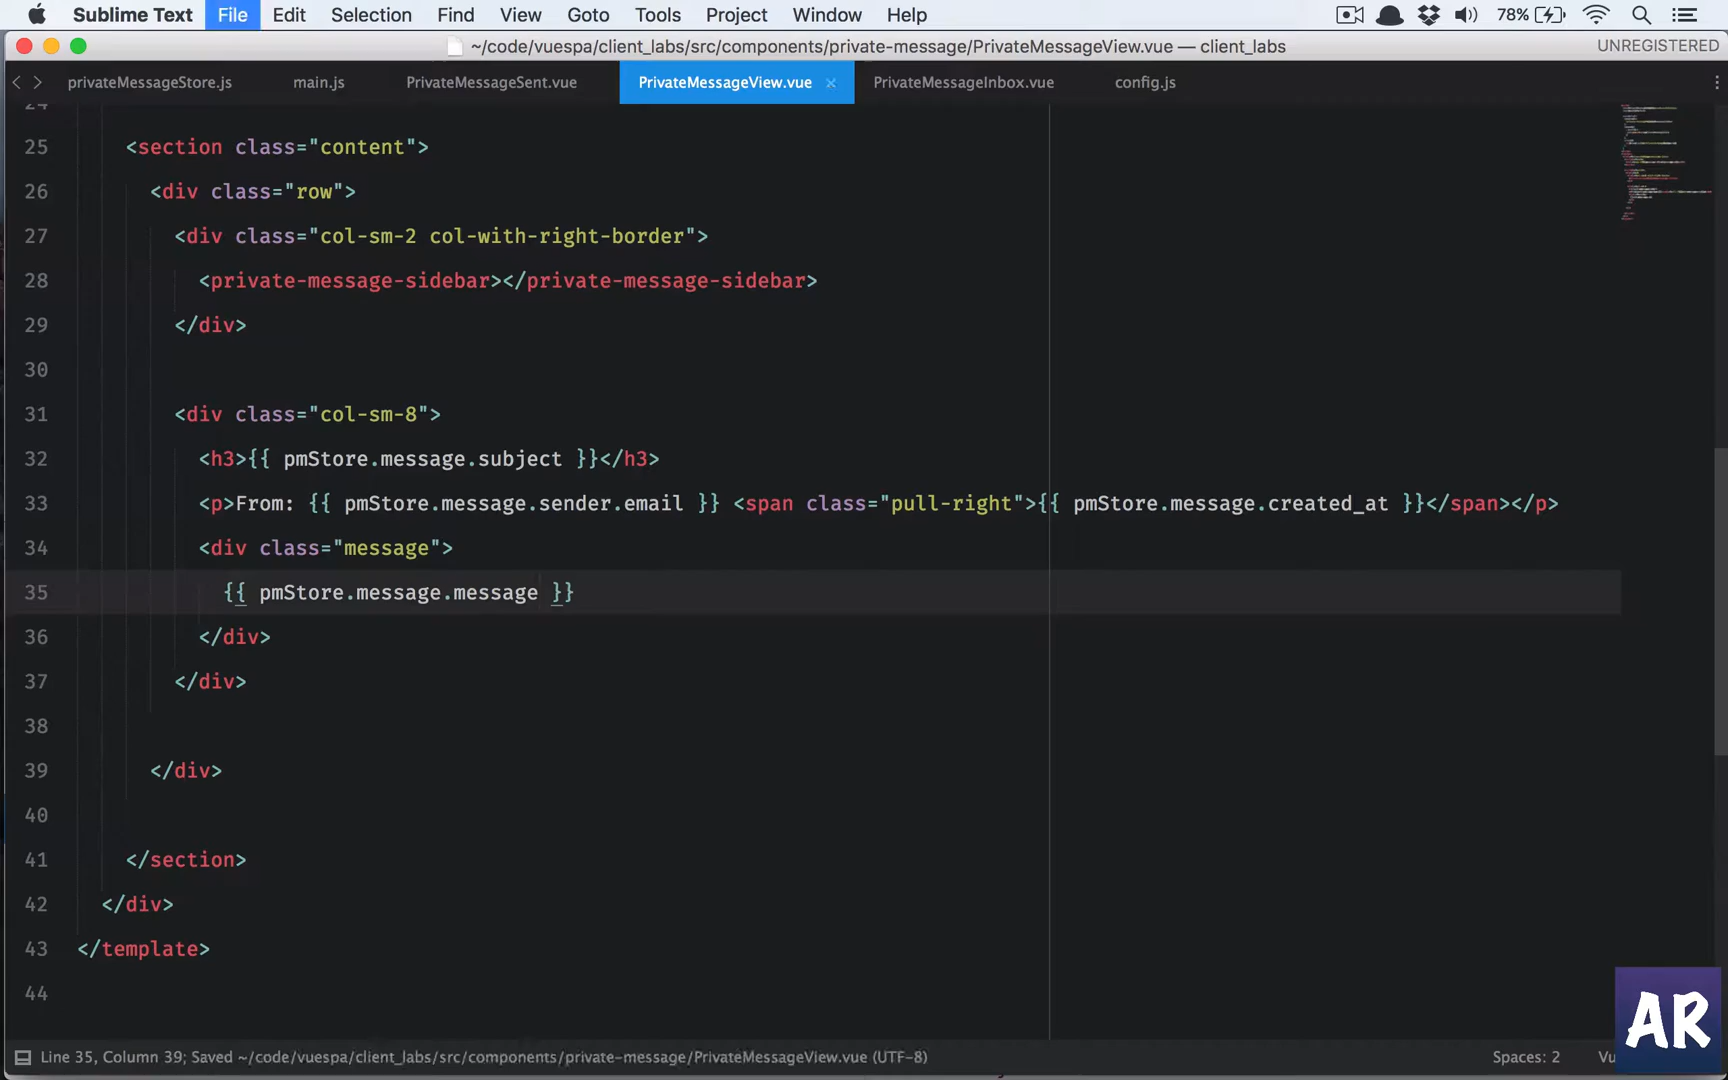 Sublime Text File Edit Selection Find View Goto Tools Project Window Help 78%
~/code/vuespa/client_labs/src/components/private-message/PrivateMessageView.vue — client_labs UNREGISTERED
privateMessageStore.js main.js PrivateMessageSent.vue PrivateMessageView.vue × PrivateMessageInbox.vue config.js
24
25 <section class="content">
26 <div class="row">
27 <div class="col-sm-2 col-with-right-border">
28 <private-message-sidebar></private-message-sidebar>
29 </div>
30
31 <div class="col-sm-8">
32 <h3>{{ pmStore.message.subject }}</h3>
33 <p>From: {{ pmStore.message.sender.email }} <span class="pull-right">{{ pmStore.message.created_at }}</span></p>
34 <div class="message">
35 {{ pmStore.message.message }}
36 </div>
37 </div>
38
39 </div>
40
41 </section>
42 </div>
43 </template>
44
AR
Line 35, Column 39; Saved ~/code/vuespa/client_labs/src/components/private-message/PrivateMessageView.vue (UTF-8) Spaces: 2 Vu